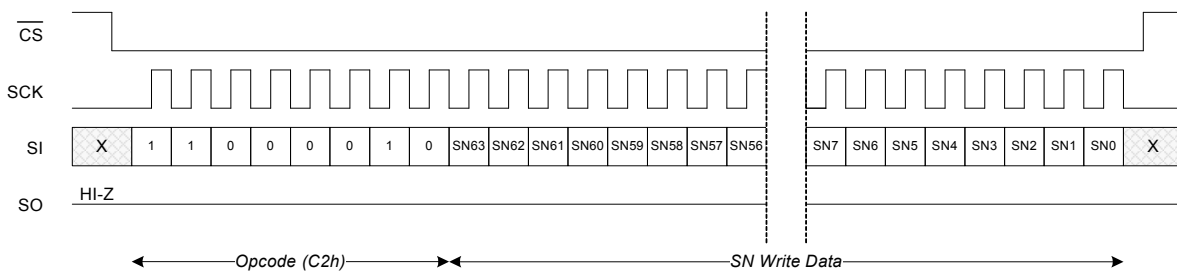 CS
SCK
SI X 1 1 0 0 0 0 1 0 SN63 SN62 SN61 SN60 SN59 SN58 SN57 SN56 SN7 SN6 SN5 SN4 SN3 SN2 SN1 SN0 X
HI-Z
SO
Opcode (C2h) SN Write Data